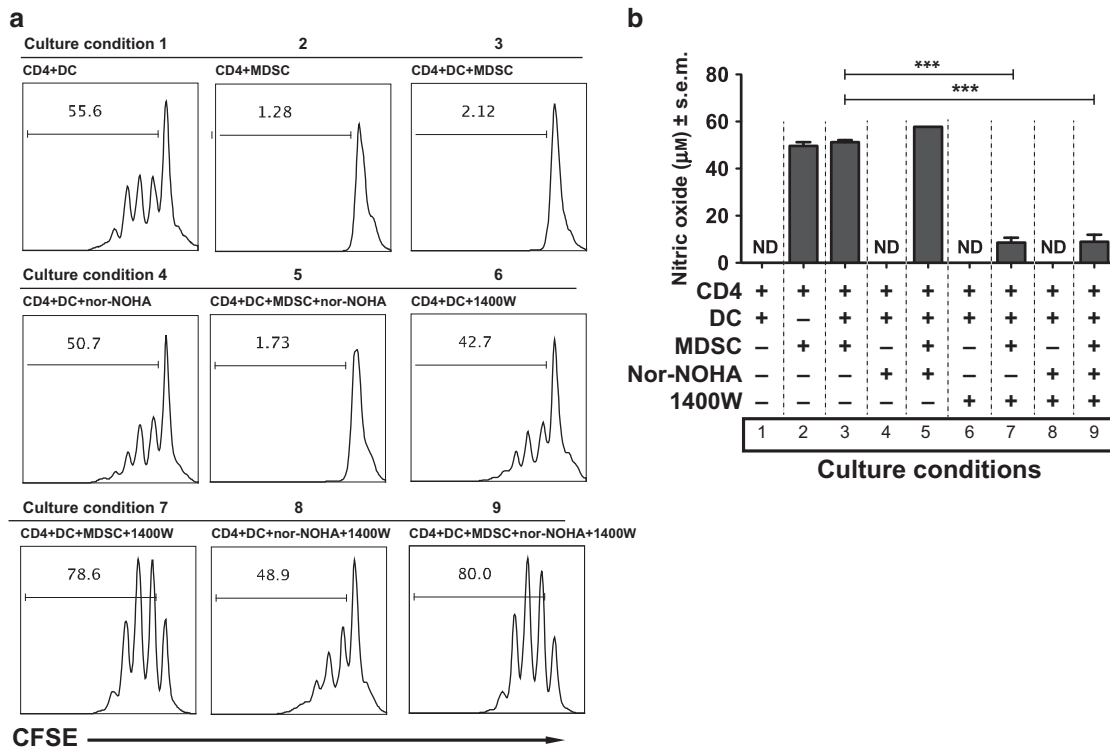 a
Culture condition 1 2 3
CD4+DC CD4+MDSC CD4+DC+MDSC
55.6 1.28 2.12
Culture condition 4 5 6
CD4+DC+nor-NOHA CD4+DC+MDSC+nor-NOHA CD4+DC+1400W
50.7 1.73 42.7
Culture condition 7 8 9
CD4+DC+MDSC+1400W CD4+DC+nor-NOHA+1400W CD4+DC+MDSC+nor-NOHA+1400W
78.6 48.9 80.0
CFSE
b
Nitric oxide (μM) ± s.e.m.
80
60
40
20
0
***
***
ND ND ND ND
CD4 + + + + + + + + +
DC + – + + + + + + +
MDSC – + + – + – + – +
Nor-NOHA – – – + + – – + +
1400W – – – – – + + + +
1 2 3 4 5 6 7 8 9
Culture conditions